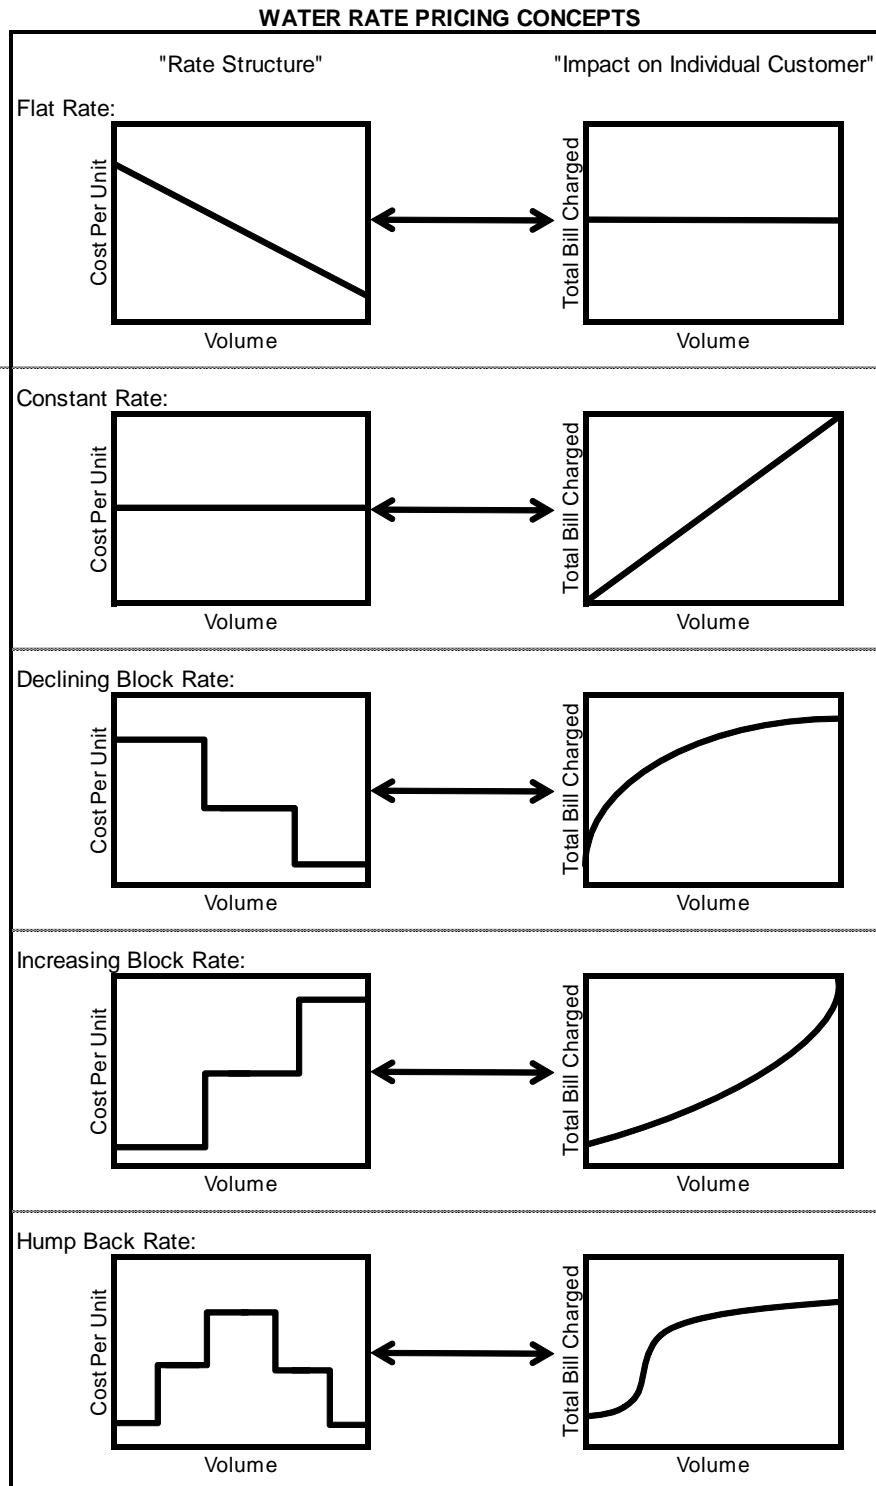 WATER RATE PRICING CONCEPTS
"Rate Structure"
"Impact on Individual Customer"
Flat Rate:
Cost Per Unit
Volume
Total Bill Charged
Volume
Constant Rate:
Cost Per Unit
Volume
Total Bill Charged
Volume
Declining Block Rate:
Cost Per Unit
Volume
Total Bill Charged
Volume
Increasing Block Rate:
Cost Per Unit
Volume
Total Bill Charged
Volume
Hump Back Rate:
Cost Per Unit
Volume
Total Bill Charged
Volume